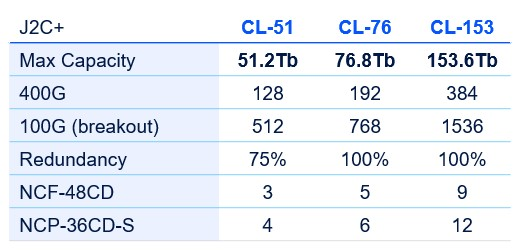 J2C+ CL-51 CL-76 CL-153
Max Capacity 51.2Tb 76.8Tb 153.6Tb
400G 128 192 384
100G (breakout) 512 768 1536
Redundancy 75% 100% 100%
NCF-48CD 3 5 9
NCP-36CD-S 4 6 12